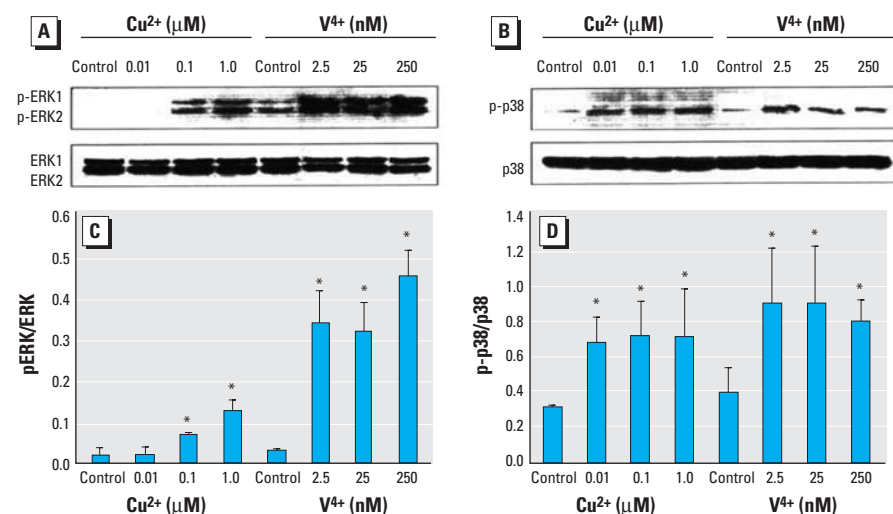 A Cu²⁺ (μM) V⁴⁺ (nM)
Control 0.01 0.1 1.0 Control 2.5 25 250
p-ERK1
p-ERK2
ERK1
ERK2
B Cu²⁺ (μM) V⁴⁺ (nM)
Control 0.01 0.1 1.0 Control 2.5 25 250
p-p38
p38
C
pERK/ERK
0.6
0.5
0.4
0.3
0.2
0.1
0.0
* * * * *
Control 0.01 0.1 1.0 Control 2.5 25 250
Cu²⁺ (μM) V⁴⁺ (nM)
D
p-p38/p38
1.4
1.2
1.0
0.8
0.6
0.4
0.2
0.0
* * * * * *
Control 0.01 0.1 1.0 Control 2.5 25 250
Cu²⁺ (μM) V⁴⁺ (nM)